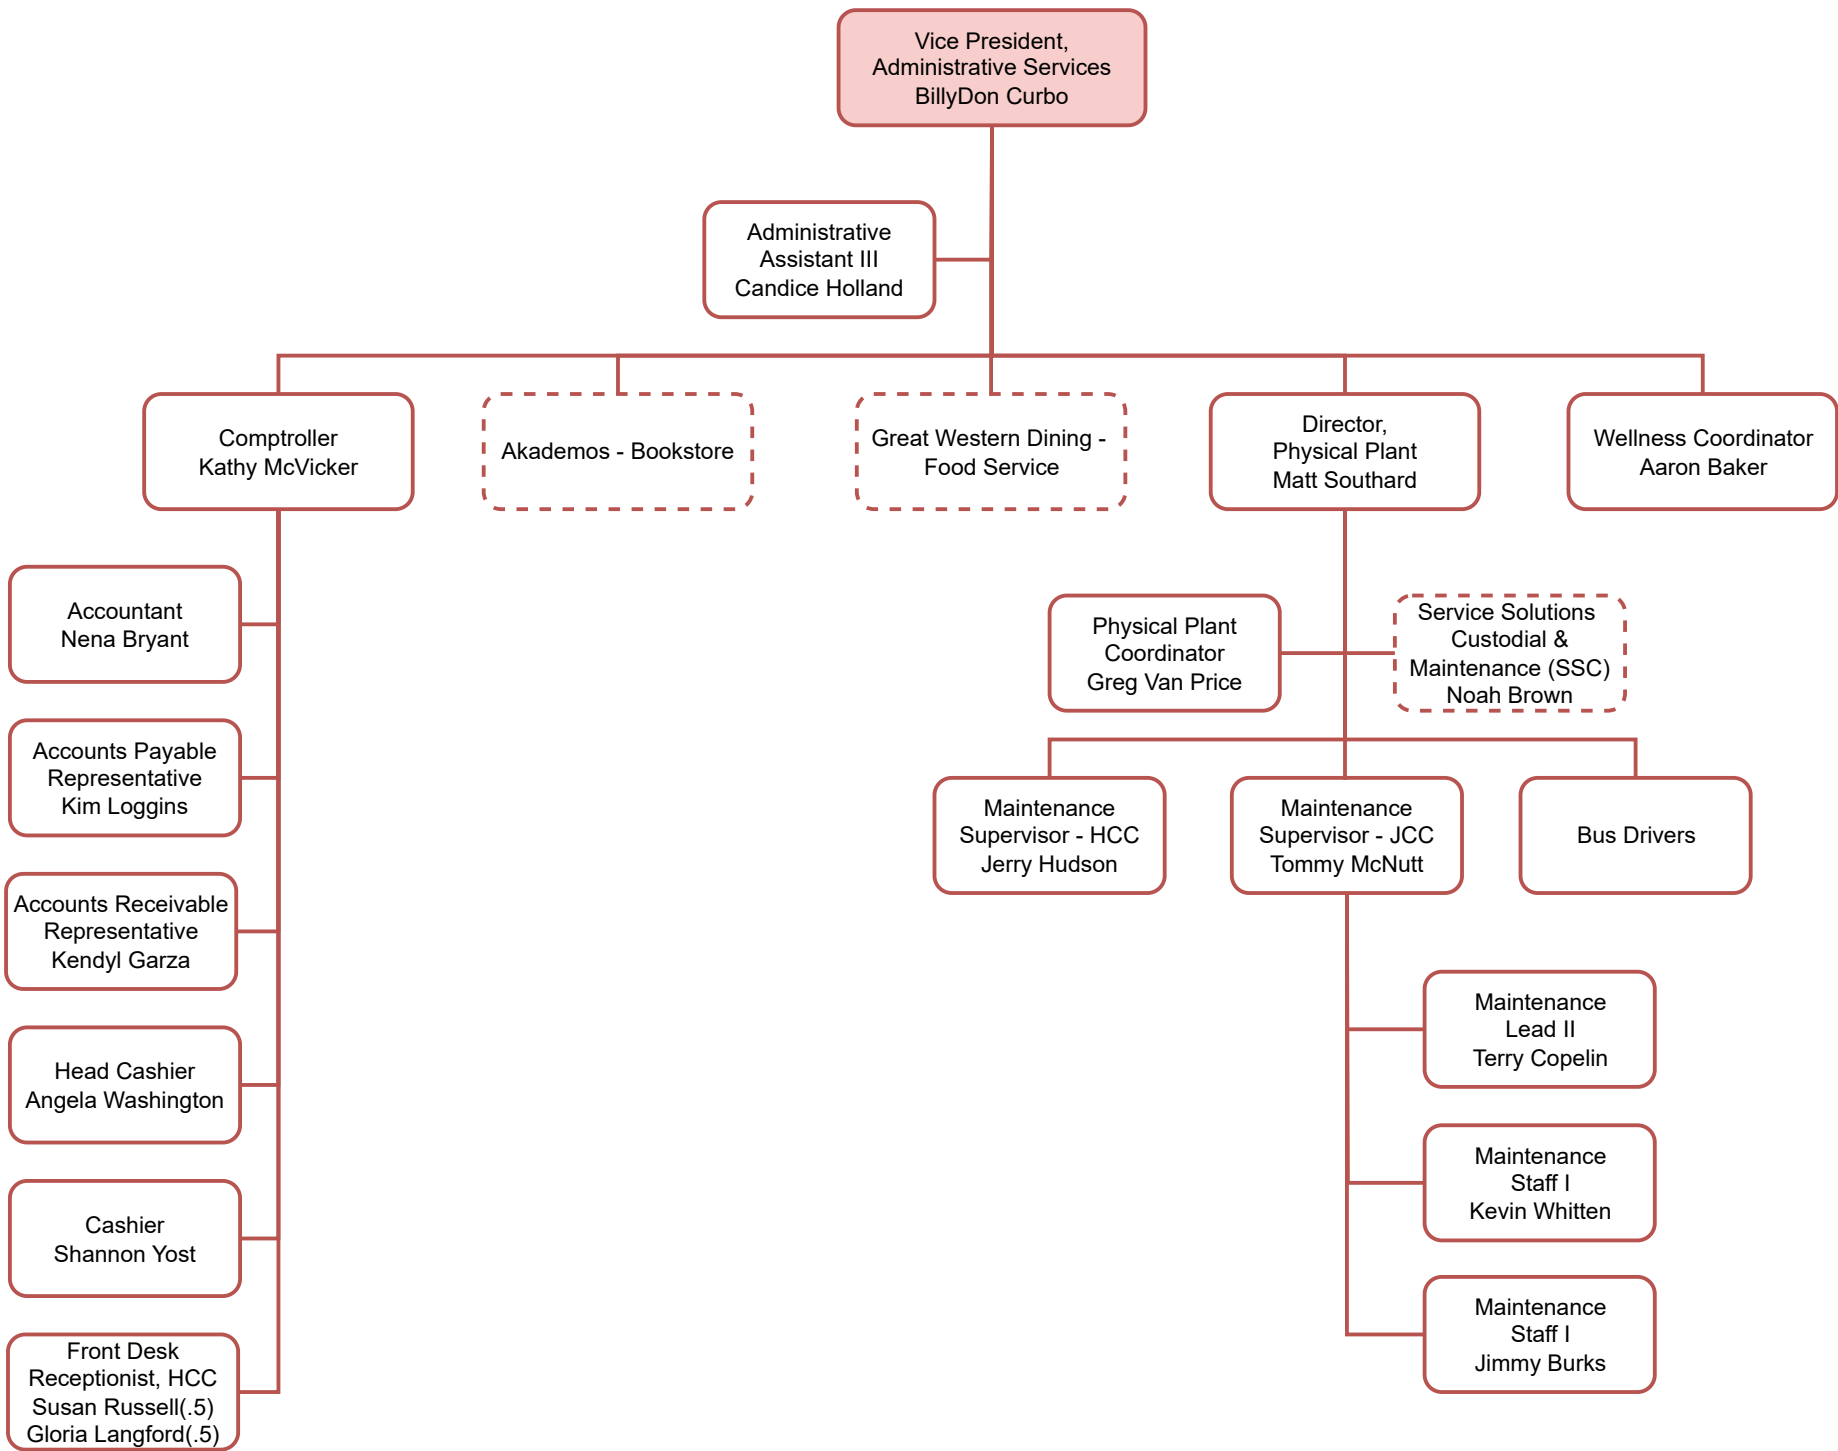 Vice President,
Administrative Services
BillyDon Curbo
Administrative
Assistant III
Candice Holland
Comptroller
Kathy McVicker
Akademos - Bookstore
Great Western Dining -
Food Service
Director,
Physical Plant
Matt Southard
Wellness Coordinator
Aaron Baker
Accountant
Nena Bryant
Accounts Payable
Representative
Kim Loggins
Accounts Receivable
Representative
Kendyl Garza
Head Cashier
Angela Washington
Cashier
Shannon Yost
Front Desk
Receptionist, HCC
Susan Russell(.5)
Gloria Langford(.5)
Physical Plant
Coordinator
Greg Van Price
Service Solutions
Custodial &
Maintenance (SSC)
Noah Brown
Maintenance
Supervisor - HCC
Jerry Hudson
Maintenance
Supervisor - JCC
Tommy McNutt
Bus Drivers
Maintenance
Lead II
Terry Copelin
Maintenance
Staff I
Kevin Whitten
Maintenance
Staff I
Jimmy Burks